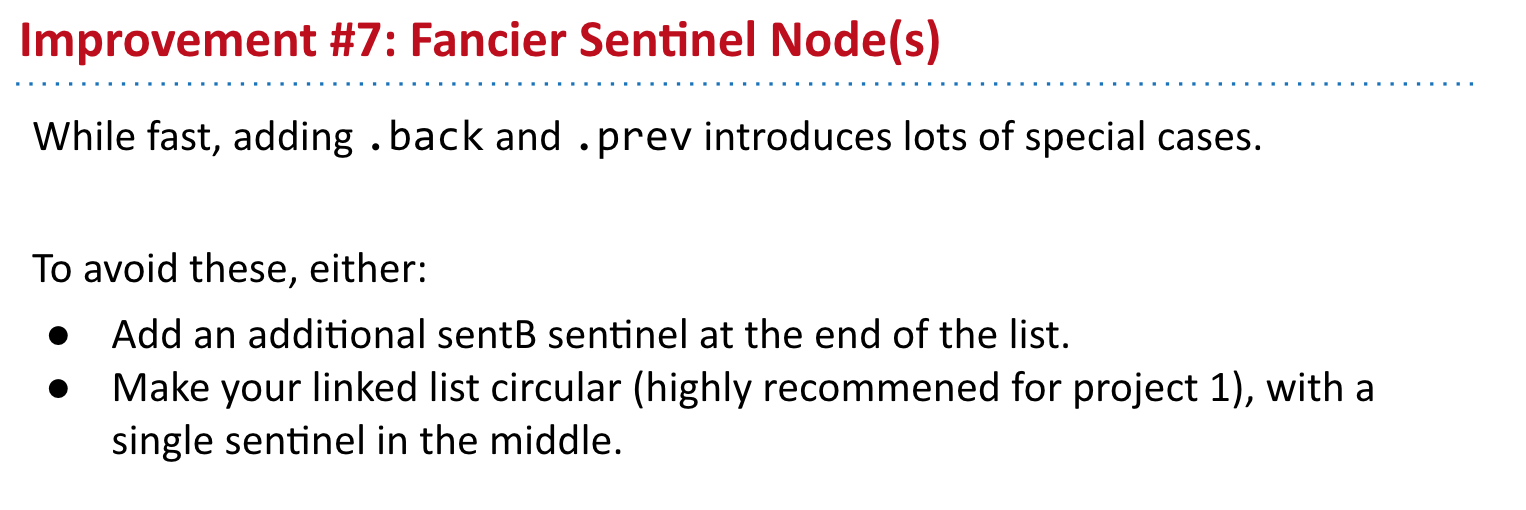 Improvement #7: Fancier Sentinel Node(s)
While fast, adding .back and .prev introduces lots of special cases.
To avoid these, either:
● Add an additional sentB sentinel at the end of the list.
● Make your linked list circular (highly recommened for project 1), with a
single sentinel in the middle.